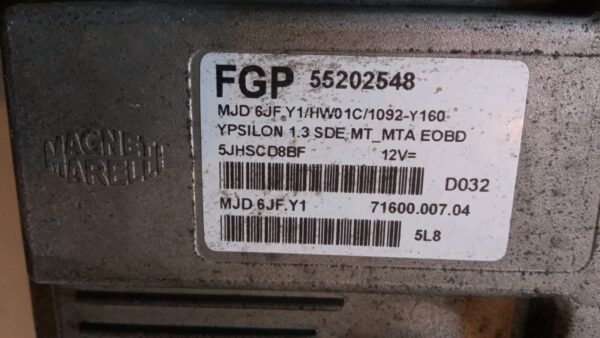 MAGNETI
MARELLI
FGP 55202548
MJD 6JF.Y1/HW01C/1092-Y160
YPSILON 1.3 SDE MT_MTA EOBD
5JHSCD8BF 12V=
D032
MJD 6JF.Y1 71600.007.04
5L8